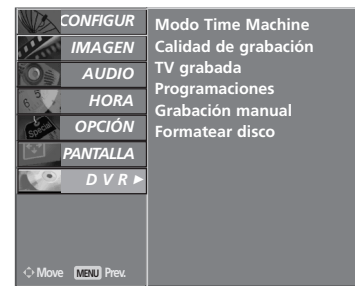 CONFIGUR
IMAGEN
AUDIO
HORA
OPCIÓN
PANTALLA
D V R ►
Modo Time Machine
Calidad de grabación
TV grabada
Programaciones
Grabación manual
Formatear disco
Move MENU Prev.